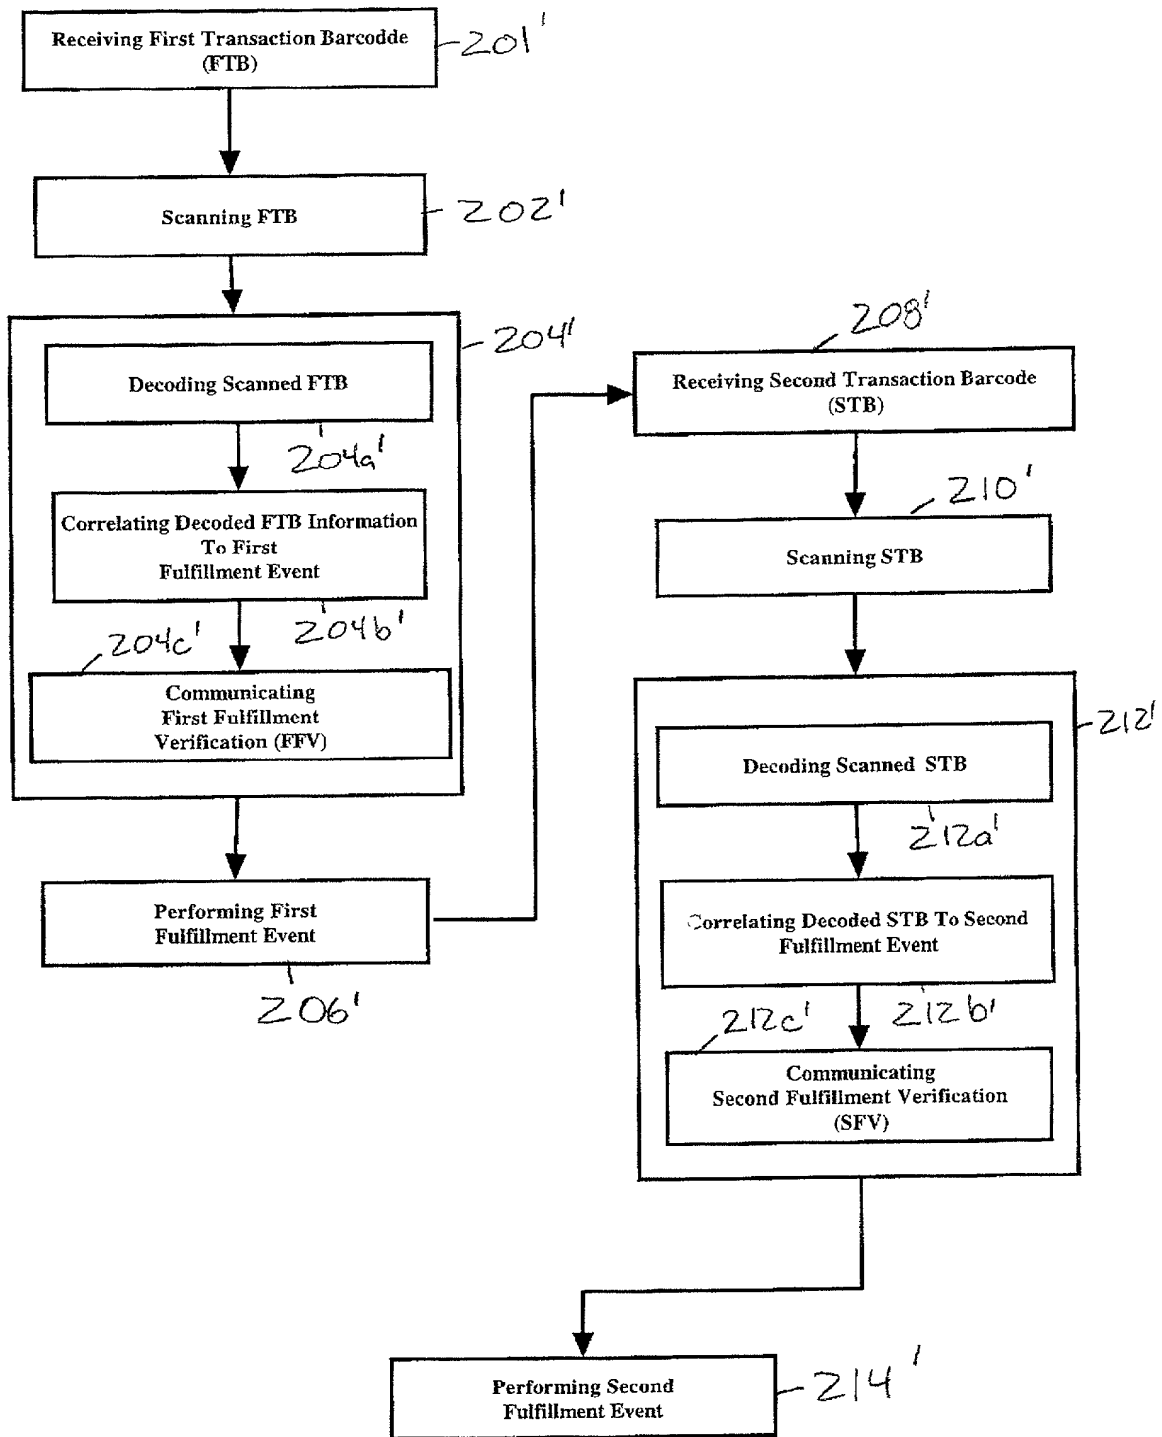 Receiving First Transaction Barcodde
(FTB)
201'
Scanning FTB
202'
204'
Decoding Scanned FTB
204a'
Correlating Decoded FTB Information
To First
Fulfillment Event
204b'
204c'
Communicating
First Fulfillment
Verification (FFV)
Performing First
Fulfillment Event
206'
208'
Receiving Second Transaction Barcode
(STB)
210'
Scanning STB
212'
Decoding Scanned STB
212a'
Correlating Decoded STB To Second
Fulfillment Event
212b'
212c'
Communicating
Second Fulfillment Verification
(SFV)
Performing Second
Fulfillment Event
214'